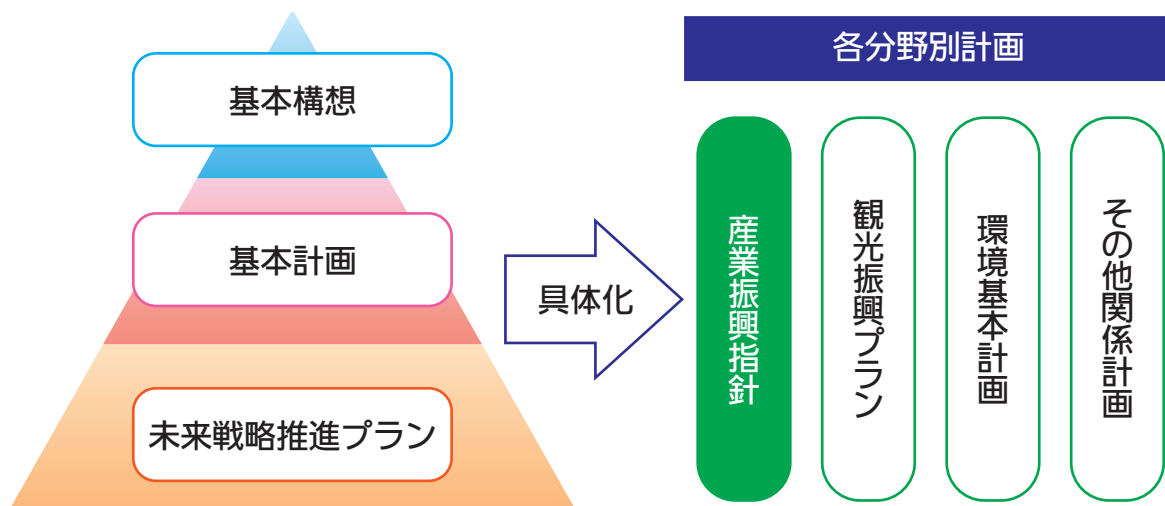 基本構想
基本計画
未来戦略推進プラン
具体化
各分野別計画
産業振興指針
観光振興プラン
環境基本計画
その他関係計画